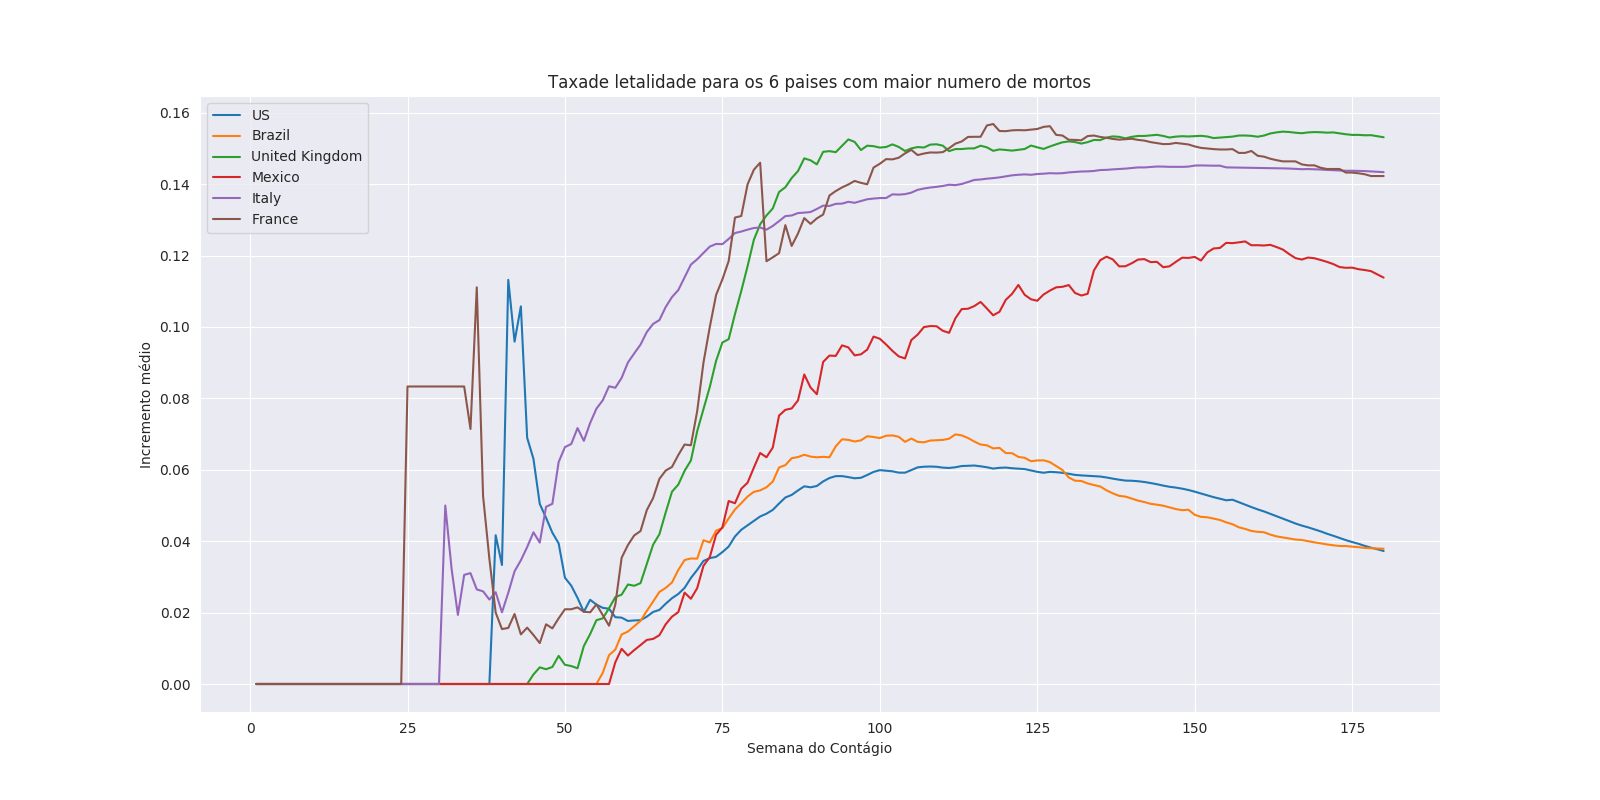 Taxade letalidade para os 6 paises com maior numero de mortos
US
Brazil
United Kingdom
Mexico
Italy
France
Incremento médio
0.16
0.14
0.12
0.10
0.08
0.06
0.04
0.02
0.00
0 25 50 75 100 125 150 175
Semana do Contágio